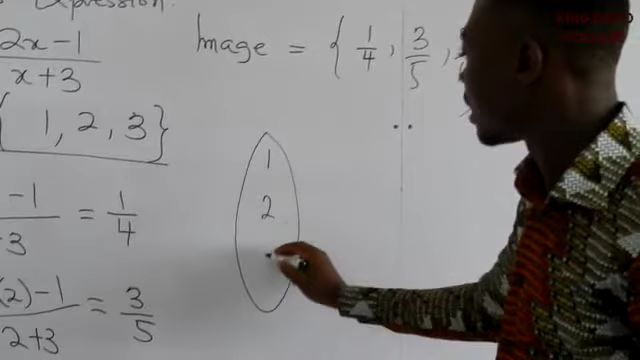 Expression
2x-1
x+3
1, 2, 3}
Image = { 1/4, 3/5,
-1/3 = 1/4
(2)-1/2+3 = 3/5
1
2